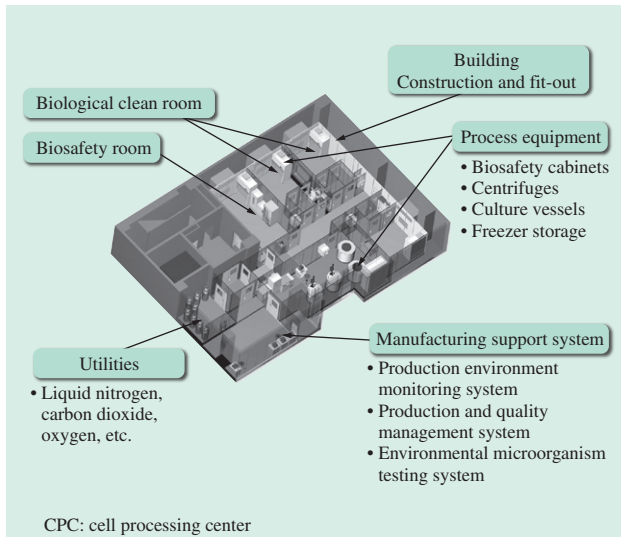 Building
Construction and fit-out
Biological clean room
Biosafety room
Process equipment
• Biosafety cabinets
• Centrifuges
• Culture vessels
• Freezer storage
Utilities
• Liquid nitrogen,
carbon dioxide,
oxygen, etc.
Manufacturing support system
• Production environment
monitoring system
• Production and quality
management system
• Environmental microorganism
testing system
CPC: cell processing center